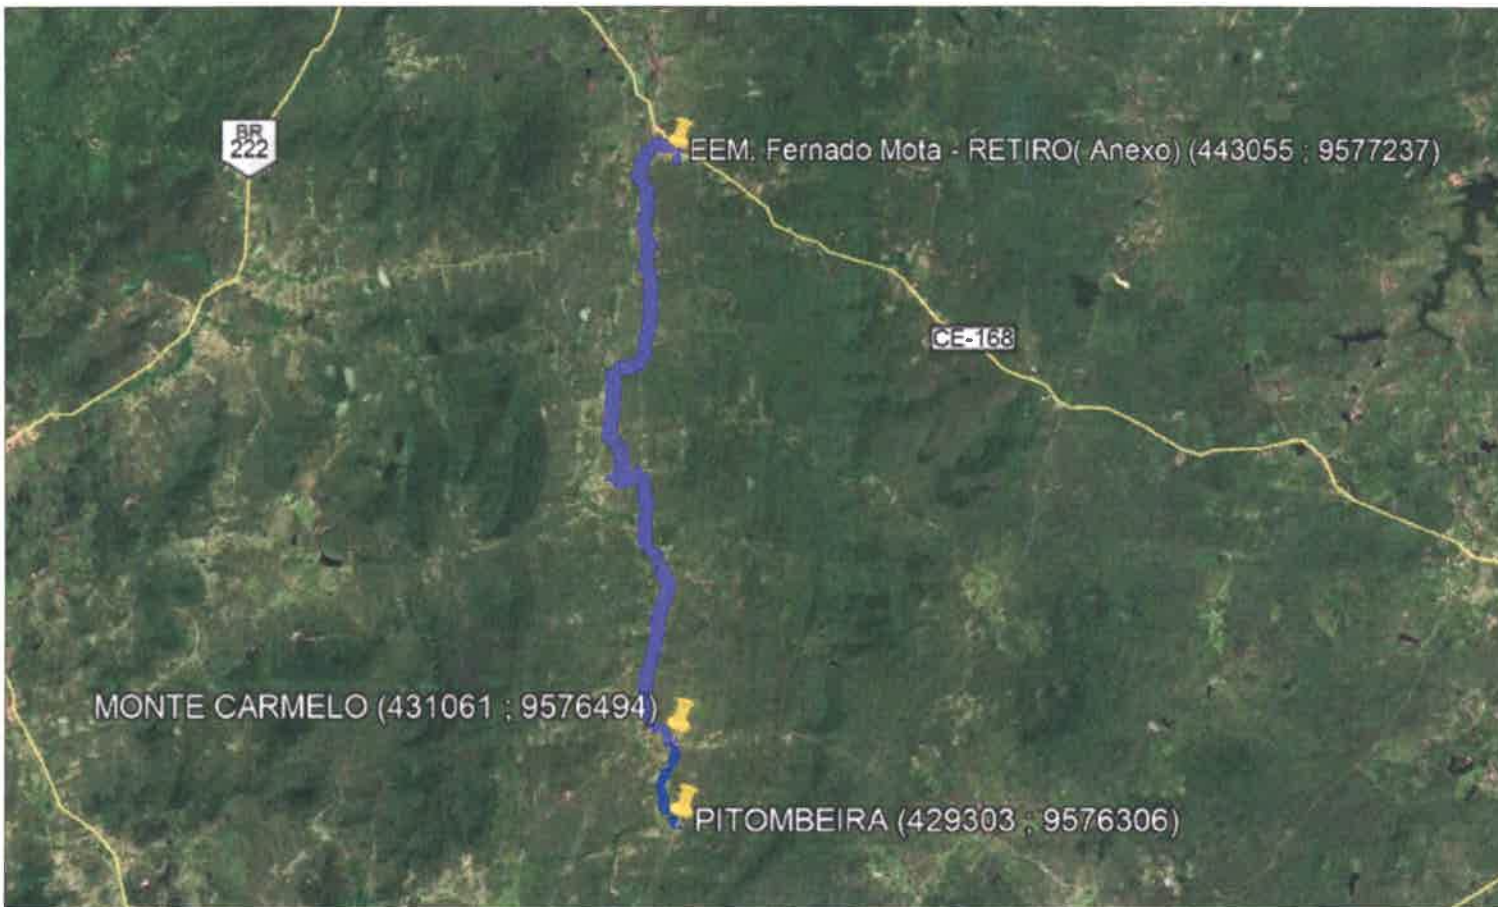 BR
222
EEM. Fernado Mota - RETIRO( Anexo) (443055 ; 9577237)
CE-168
MONTE CARMELO (431061 ; 9576494)
PITOMBEIRA (429303 ; 9576306)